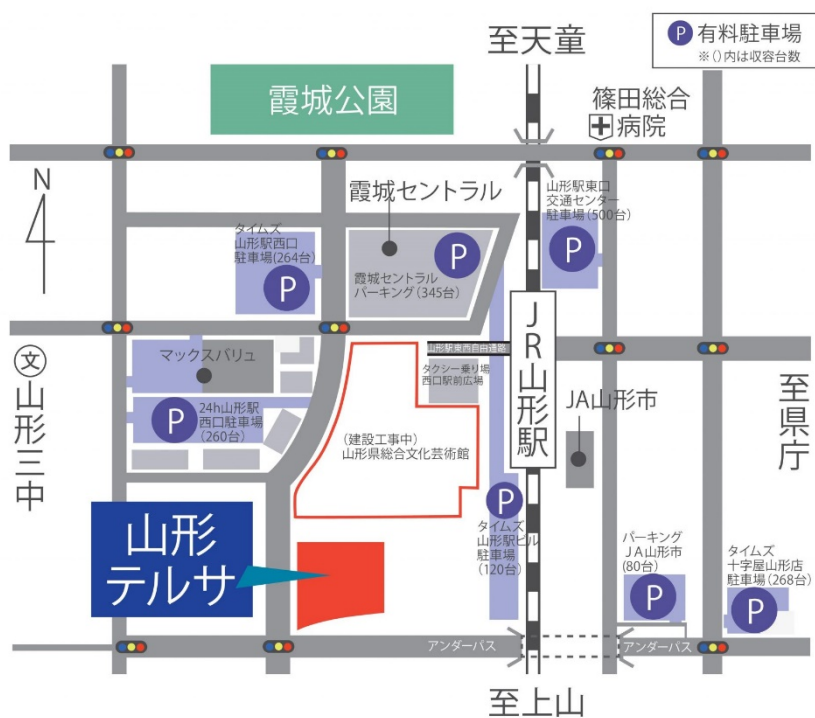 至天童
P 有料駐車場
※()内は収容台数
霞城公園
篠田総合
病院
N
霞城セントラル
山形駅東口
交通センター
駐車場(500台)
タイムズ
山形駅西口
駐車場(264台)
P
P
P
霞城セントラル
パーキング(345台)
JR山形駅
山形駅東西自由通路
マックスバリュ
タクシー乗り場
西口駅前広場
文
山形三中
JA山形市
至県庁
24h山形駅
西口駐車場
(260台)
P
(建設工事中)
山形県総合文化芸術館
P
タイムズ
山形駅ビル
駐車場
(120台)
山形
テルサ
パーキング
JA山形市
(80台)
P
タイムズ
十字屋山形店
駐車場(268台)
P
アンダーパス
アンダーパス
至上山